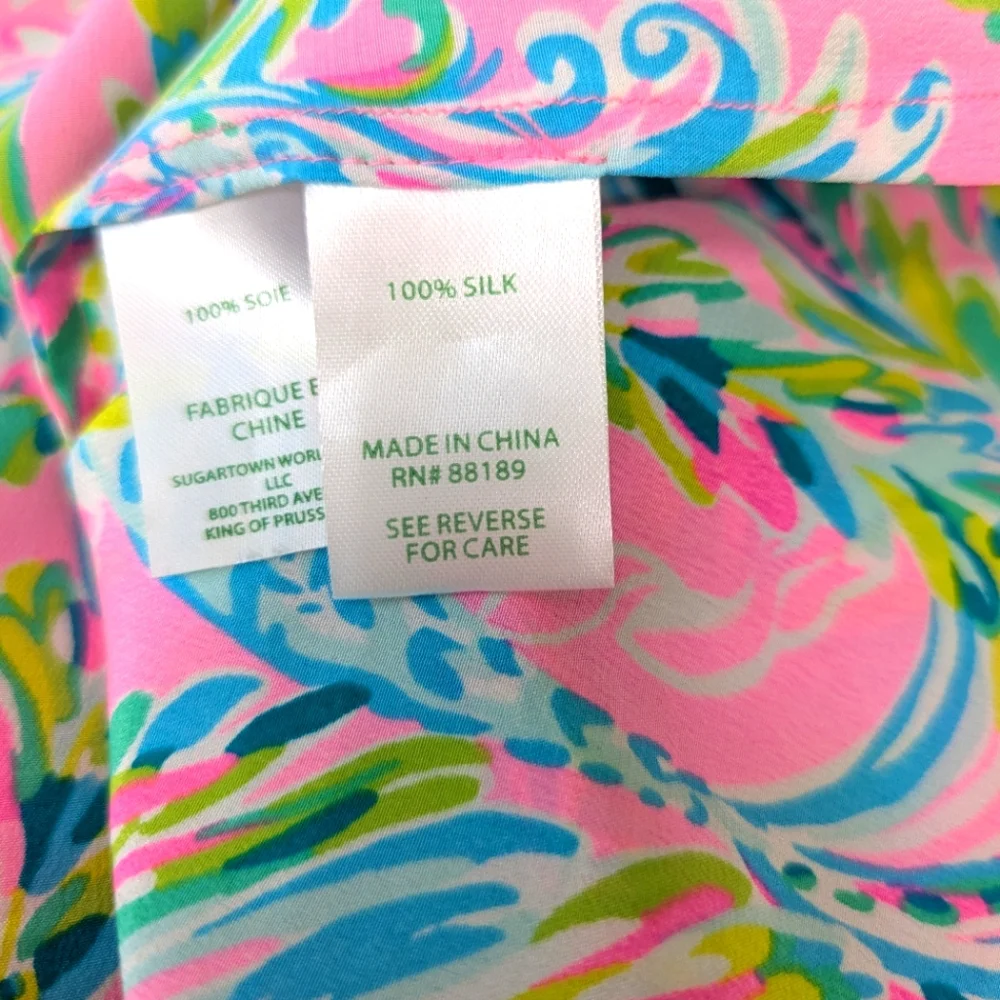 100% SOIE
FABRIQUE E
CHINE
SUGARTOWN WORL
LLC
800 THIRD AVE
KING OF PRUSS
100% SILK
MADE IN CHINA
RN# 88189
SEE REVERSE
FOR CARE